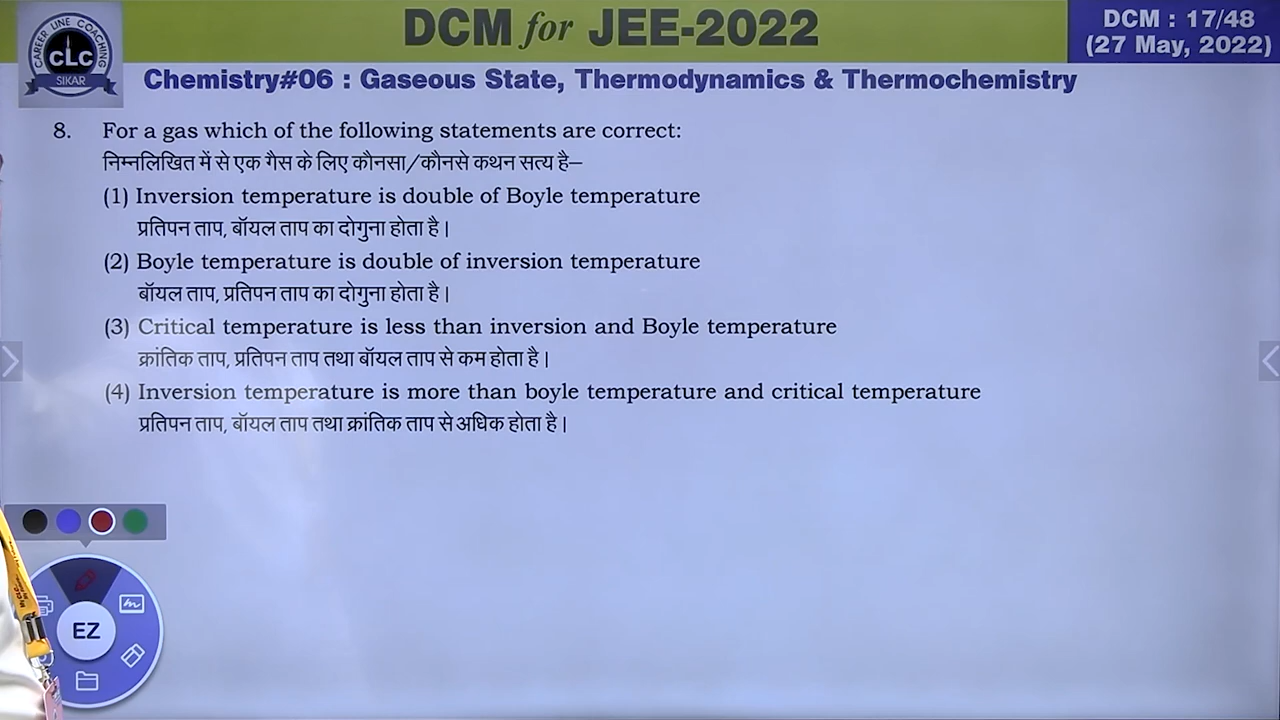 CAREER LINE COACHING
CLC
SIKAR
DCM for JEE-2022
DCM : 17/48
(27 May, 2022)
Chemistry#06 : Gaseous State, Thermodynamics & Thermochemistry
8. For a gas which of the following statements are correct:
निम्नलिखित में से एक गैस के लिए कौनसा/कौनसे कथन सत्य है–
(1) Inversion temperature is double of Boyle temperature
प्रतिपन ताप, बॉयल ताप का दोगुना होता है।
(2) Boyle temperature is double of inversion temperature
बॉयल ताप, प्रतिपन ताप का दोगुना होता है।
(3) Critical temperature is less than inversion and Boyle temperature
क्रांतिक ताप, प्रतिपन ताप तथा बॉयल ताप से कम होता है।
(4) Inversion temperature is more than boyle temperature and critical temperature
प्रतिपन ताप, बॉयल ताप तथा क्रांतिक ताप से अधिक होता है।
EZ